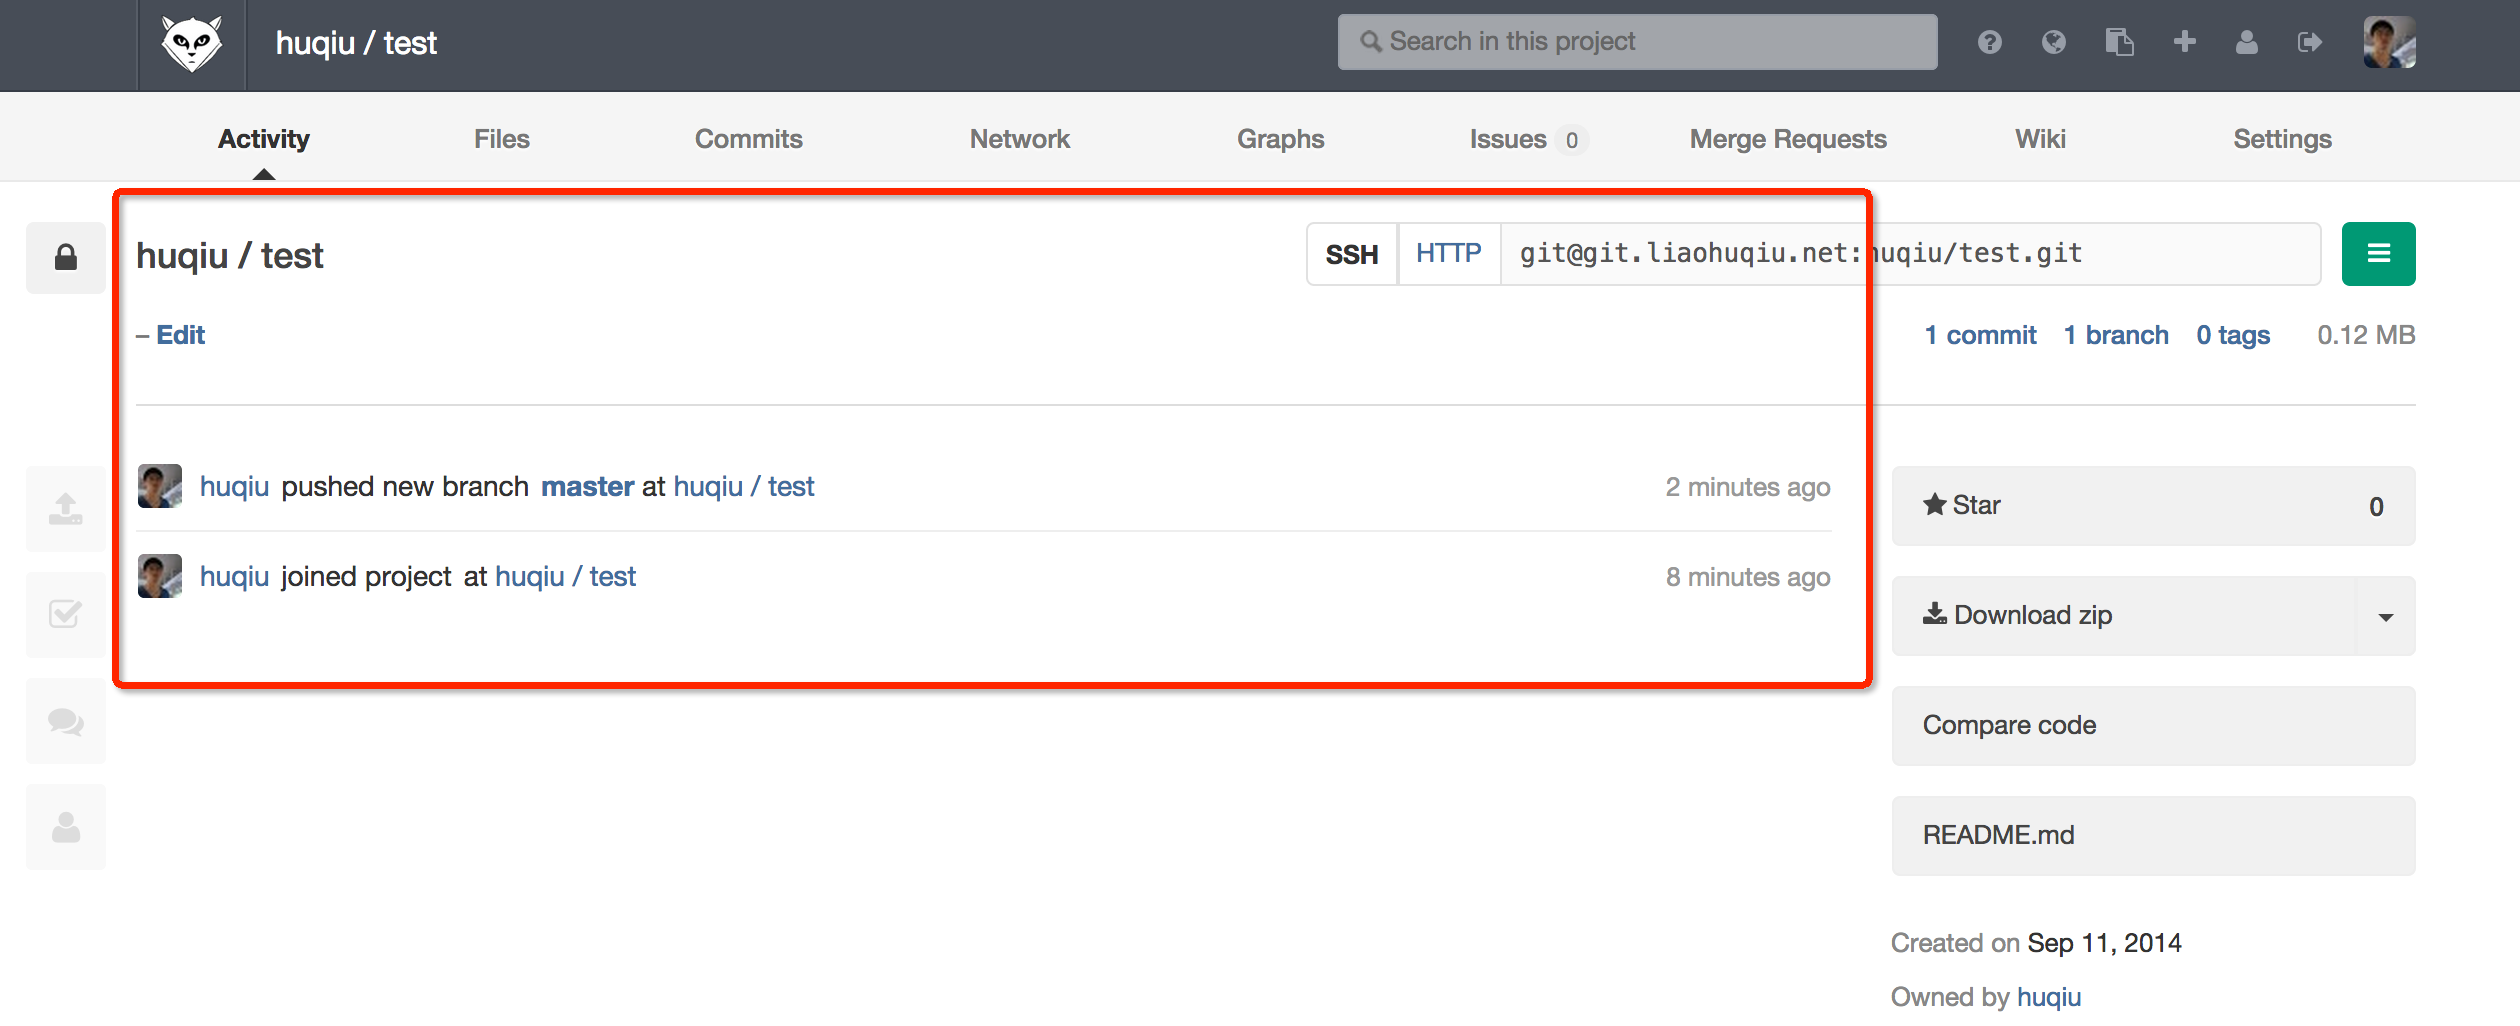 huqiu / test
Search in this project
Activity
Files
Commits
Network
Graphs
Issues 0
Merge Requests
Wiki
Settings
huqiu / test
SSH
HTTP
git@git.liaohuqiu.net:huqiu/test.git
– Edit
1 commit
1 branch
0 tags
0.12 MB
huqiu pushed new branch master at huqiu / test
2 minutes ago
huqiu joined project at huqiu / test
8 minutes ago
Star
0
Download zip
Compare code
README.md
Created on Sep 11, 2014
Owned by huqiu